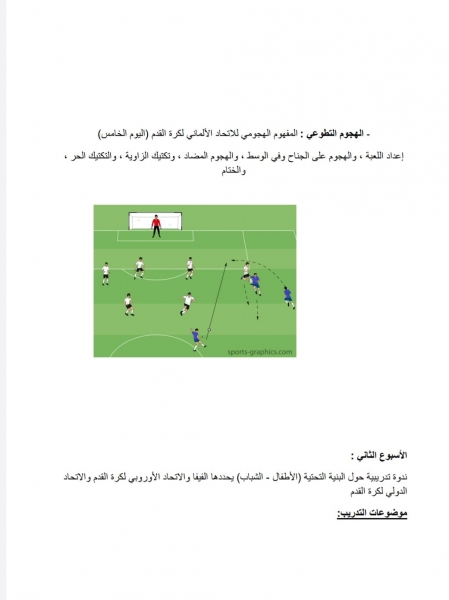 - الهجوم التطوعي : المفهوم الهجومي للاتحاد الألماني لكرة القدم (اليوم الخامس)
إعداد اللعبة ، والهجوم على الجناح وفي الوسط ، والهجوم المضاد ، وتكتيك الزاوية ، والتكتيك الحر ،
والختام
sports-graphics.com
الأسبوع الثاني :
ندوة تدريبية حول البنية التحتية (الأطفال - الشباب) يحددها الفيفا والاتحاد الأوروبي لكرة القدم والاتحاد
الدولي لكرة القدم
موضوعات التدريب: